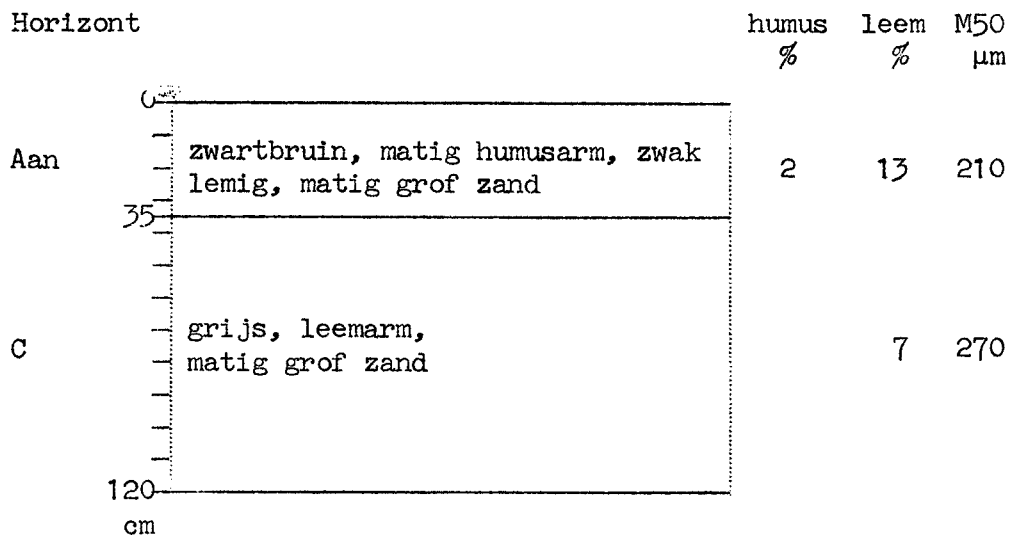 Horizont humus leem M50
% % µm
0
Aan zwartbruin, matig humusarm, zwak 2 13 210
lemig, matig grof zand
35
C grijs, leemarm, 7 270
matig grof zand
120
cm